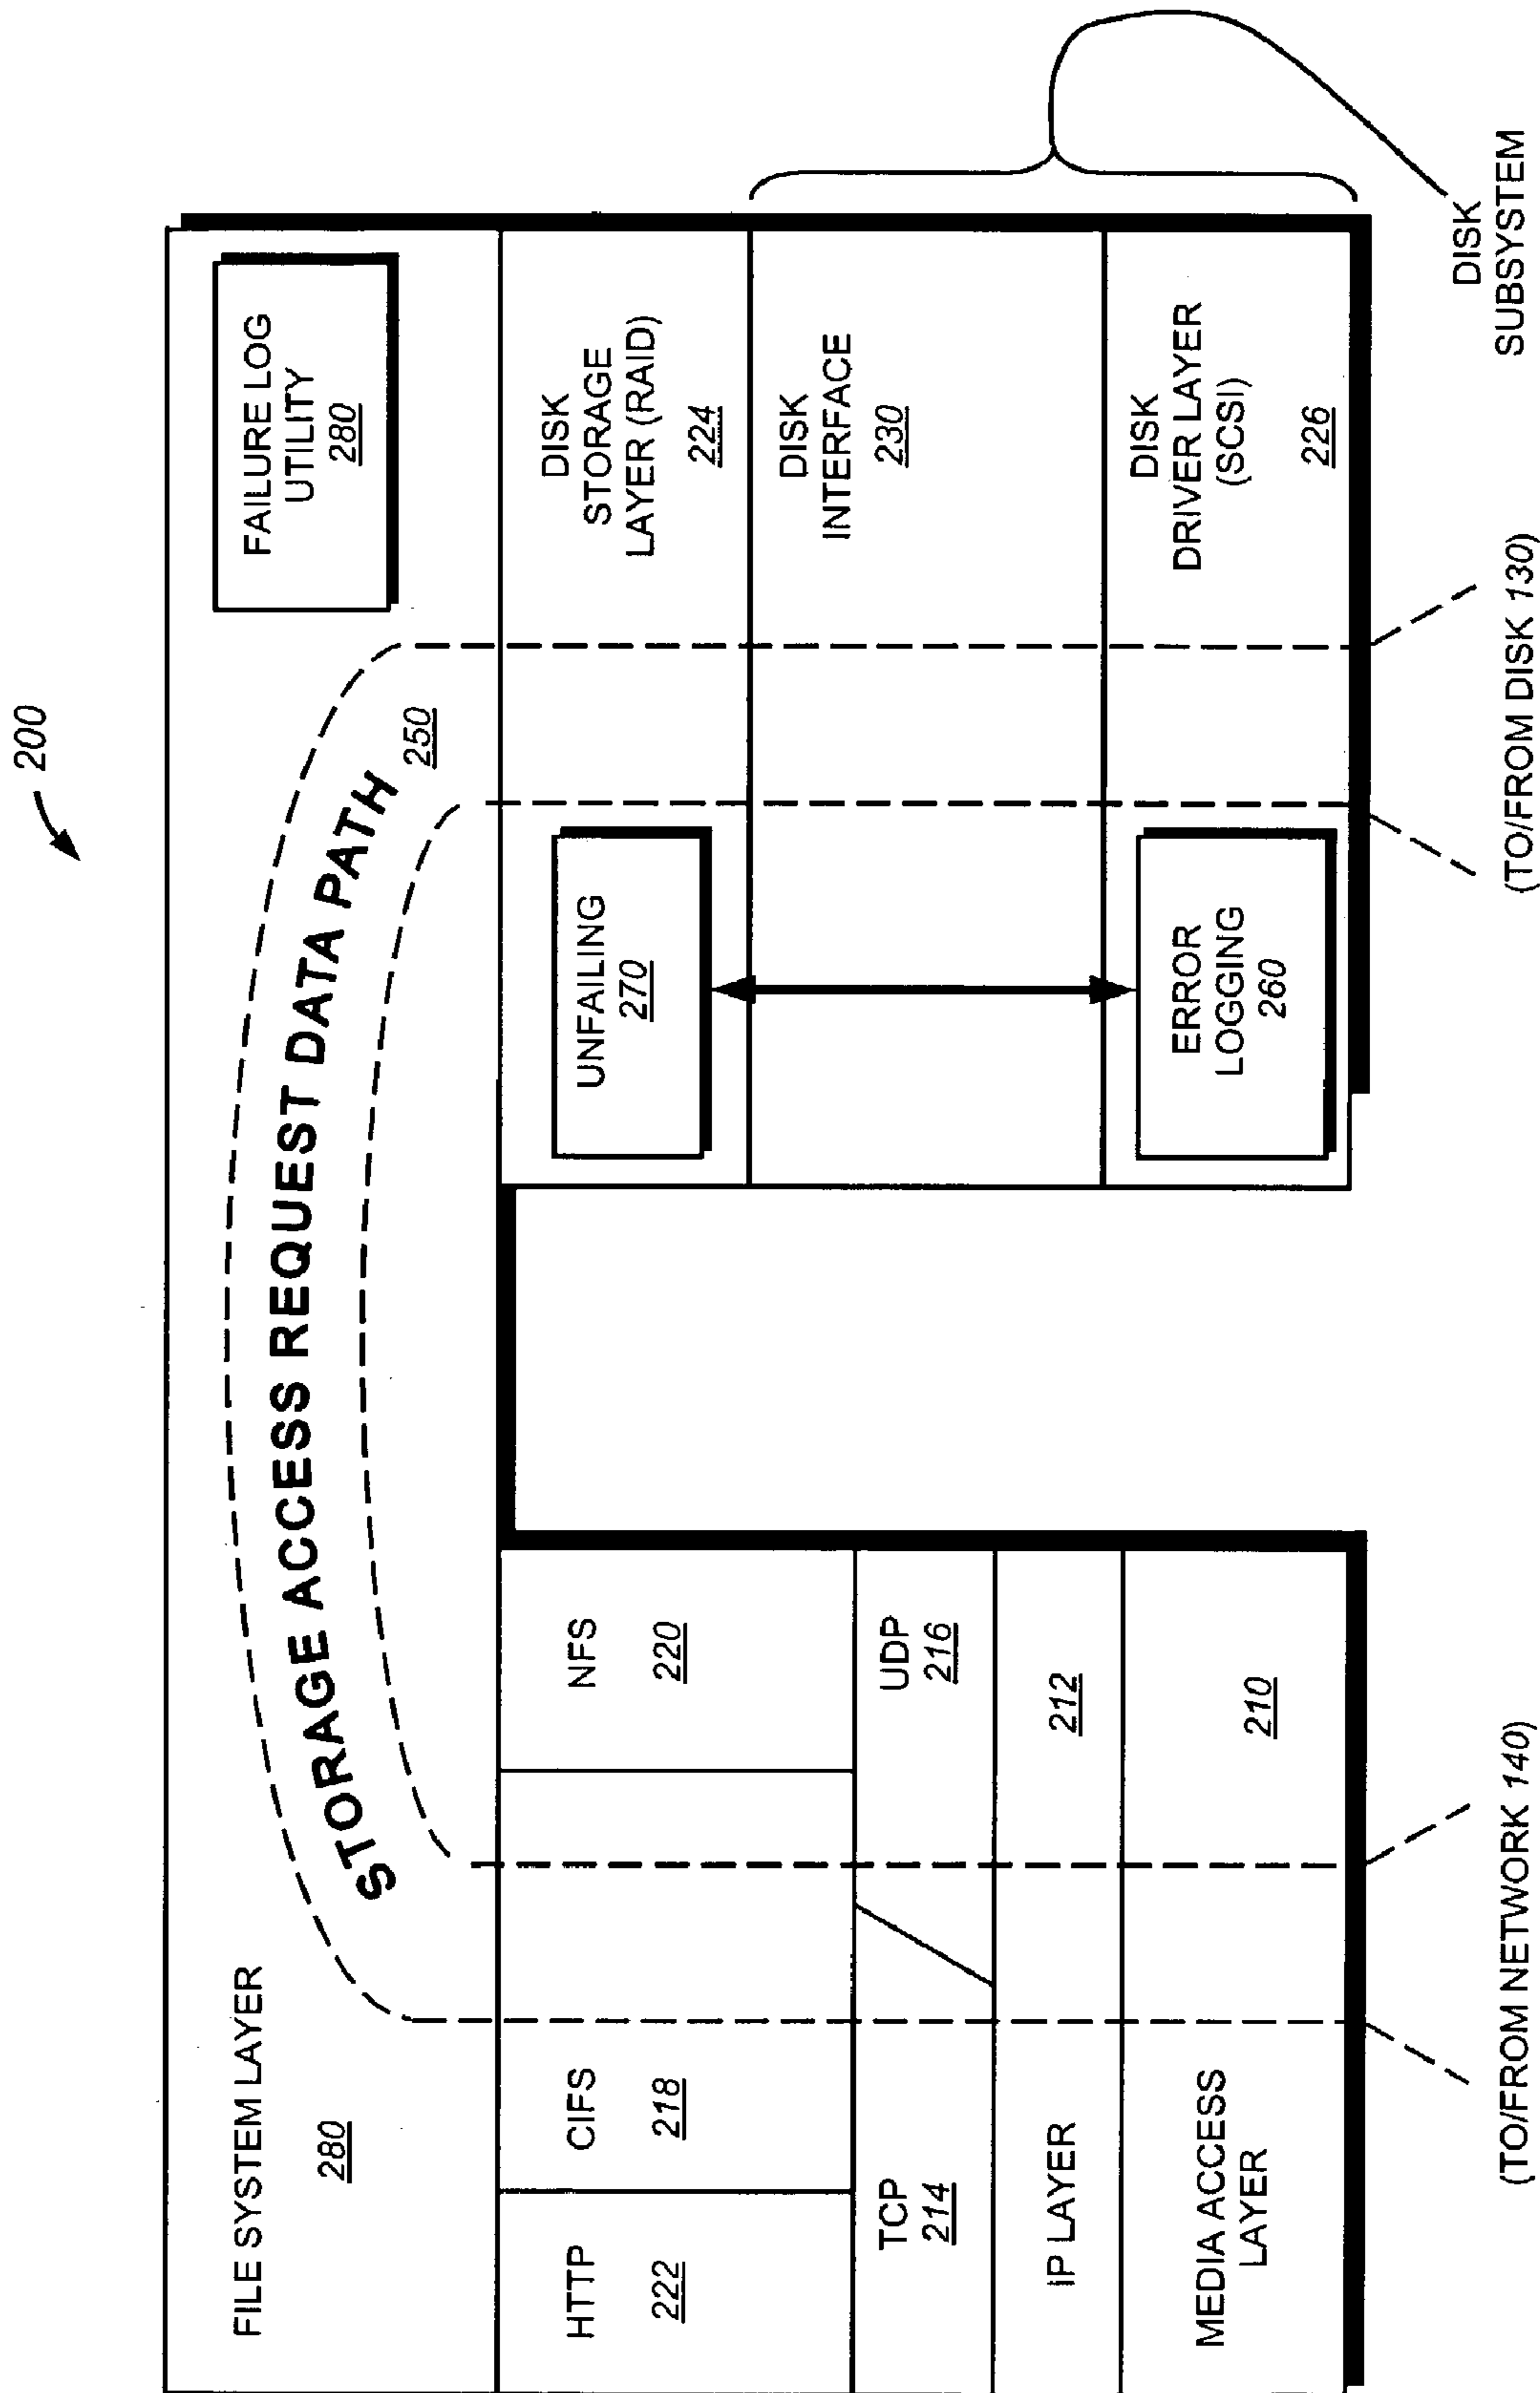 200
FILE SYSTEM LAYER
280
STORAGE ACCESS REQUEST DATA PATH
250
FAILURE LOG
UTILITY
280
HTTP
222
CIFS
218
NFS
220
TCP
214
UDP
216
IP LAYER
212
MEDIA ACCESS
LAYER
210
UNFAILING
270
ERROR
LOGGING
260
DISK
STORAGE
LAYER (RAID)
224
DISK
INTERFACE
230
DISK
DRIVER LAYER
(SCSI)
226
DISK
SUBSYSTEM
(TO/FROM NETWORK 140)
(TO/FROM DISK 130)